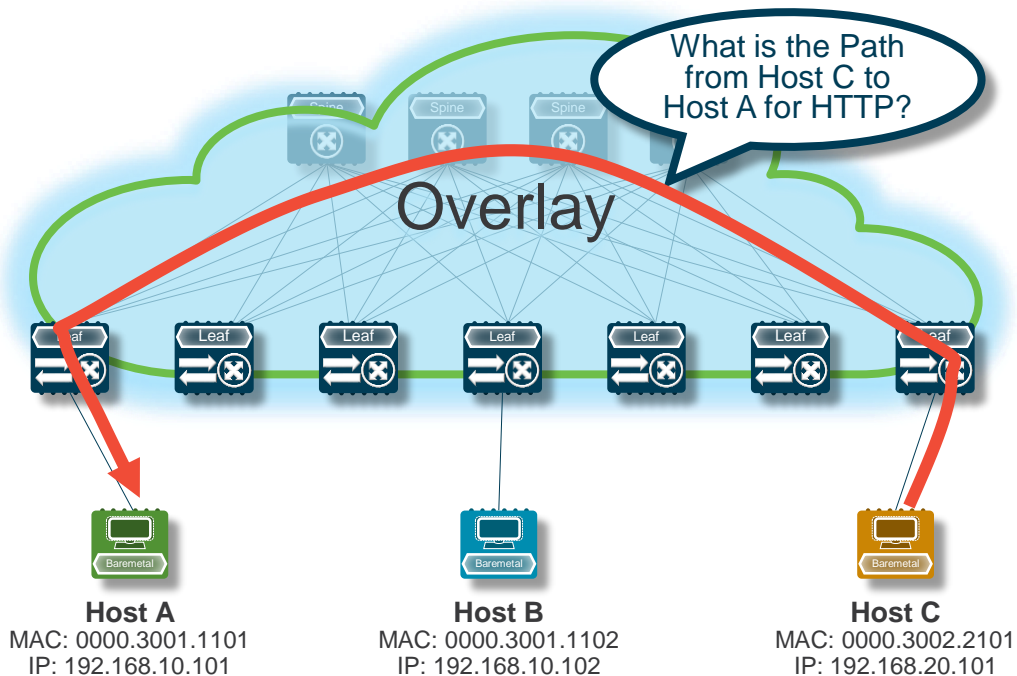 What is the Path
from Host C to
Host A for HTTP?
Spine
Spine
Spine
Overlay
Leaf
Leaf
Leaf
Leaf
Leaf
Leaf
Leaf
Baremetal
Baremetal
Baremetal
Host A
MAC: 0000.3001.1101
IP: 192.168.10.101
Host B
MAC: 0000.3001.1102
IP: 192.168.10.102
Host C
MAC: 0000.3002.2101
IP: 192.168.20.101